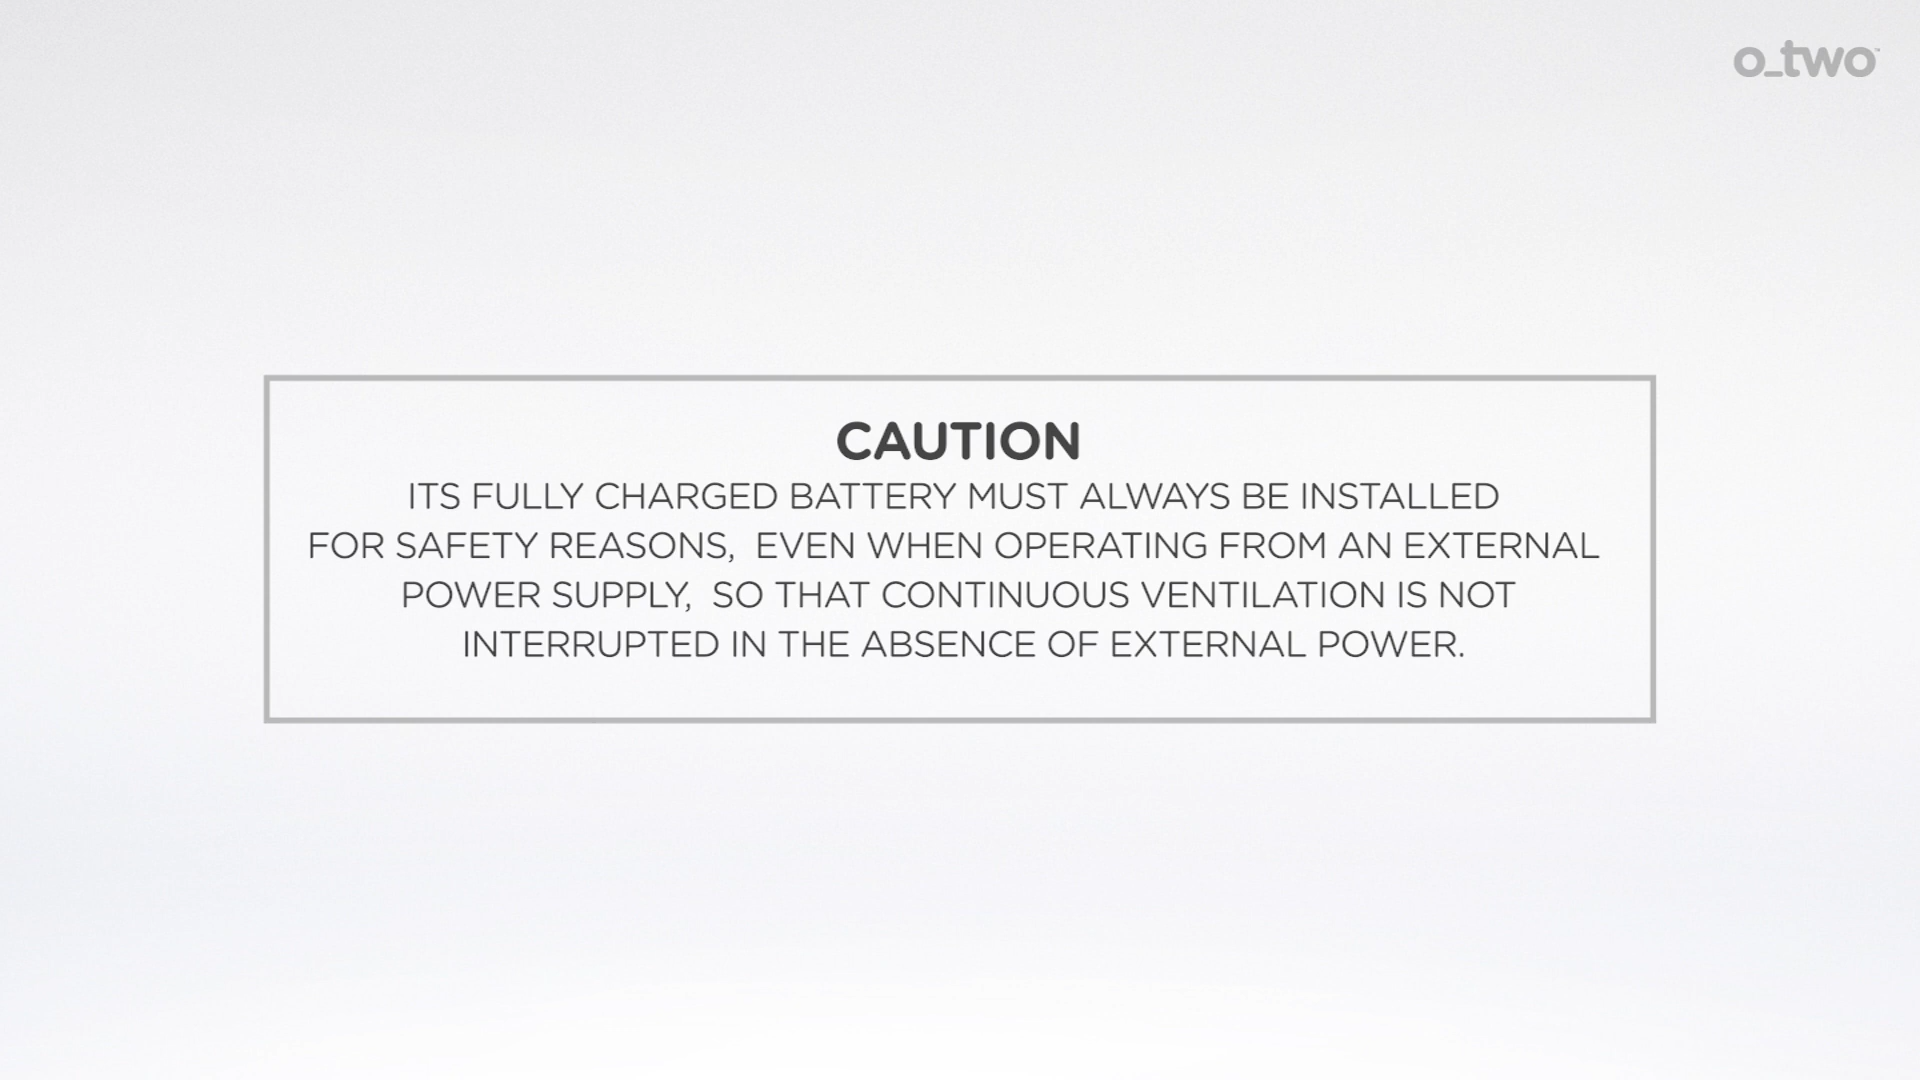 o_two™
CAUTION
ITS FULLY CHARGED BATTERY MUST ALWAYS BE INSTALLED
FOR SAFETY REASONS, EVEN WHEN OPERATING FROM AN EXTERNAL
POWER SUPPLY, SO THAT CONTINUOUS VENTILATION IS NOT
INTERRUPTED IN THE ABSENCE OF EXTERNAL POWER.